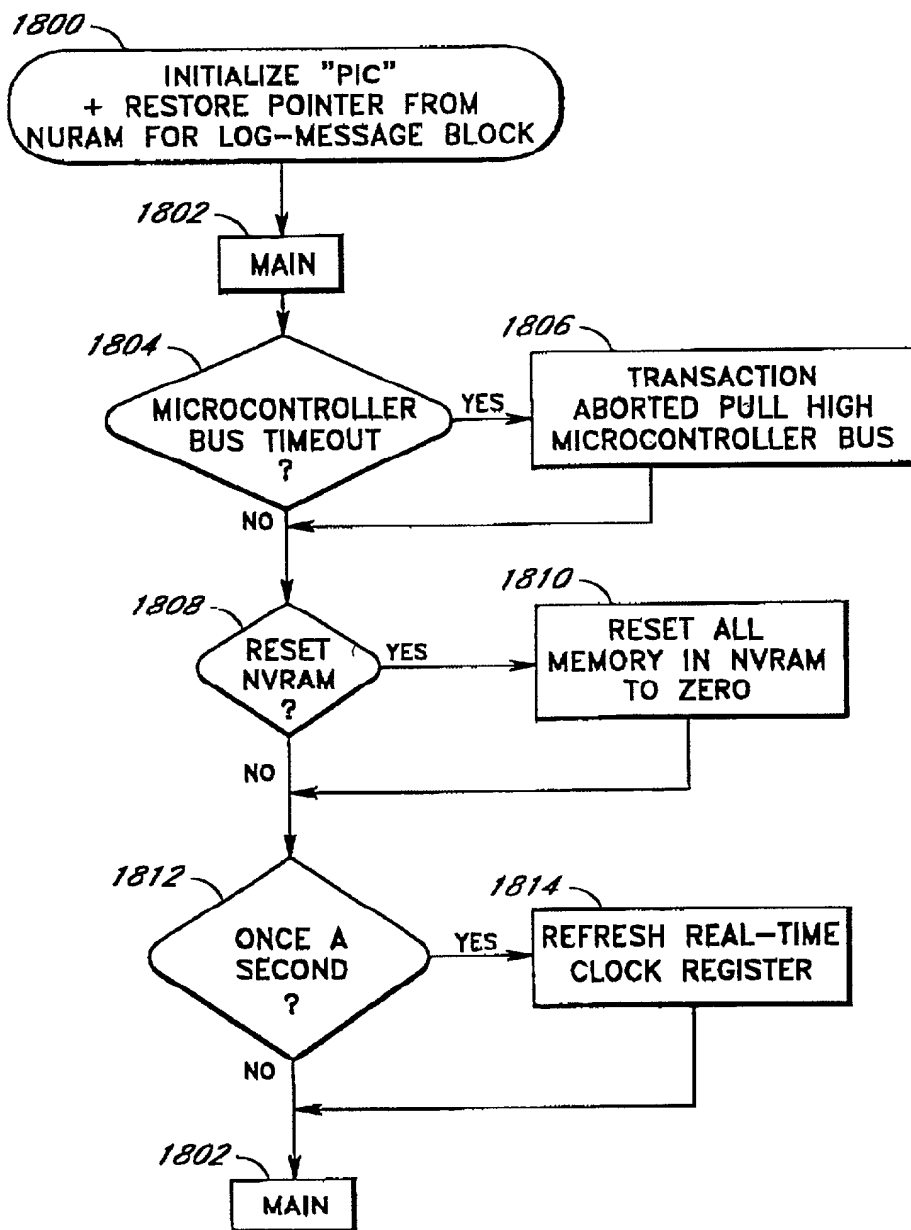 1800
INITIALIZE "PIC"
+ RESTORE POINTER FROM
NURAM FOR LOG-MESSAGE BLOCK
1802
MAIN
1804
MICROCONTROLLER
BUS TIMEOUT
?
YES
1806
TRANSACTION
ABORTED PULL HIGH
MICROCONTROLLER BUS
NO
1808
RESET
NVRAM
?
YES
1810
RESET ALL
MEMORY IN NVRAM
TO ZERO
NO
1812
ONCE A
SECOND
?
YES
1814
REFRESH REAL-TIME
CLOCK REGISTER
NO
1802
MAIN